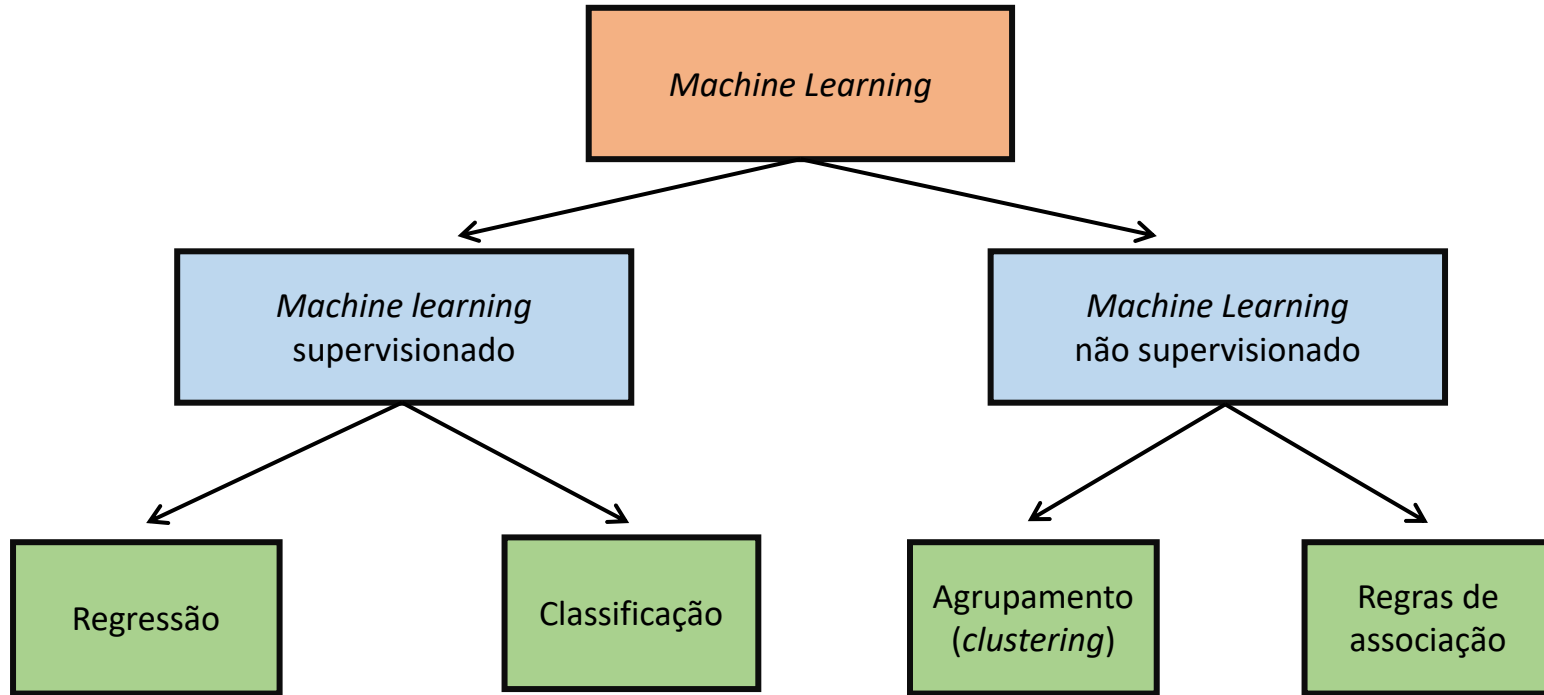 Machine Learning
Machine learning
supervisionado
Machine Learning
não supervisionado
Regressão
Classificação
Agrupamento
(clustering)
Regras de
associação